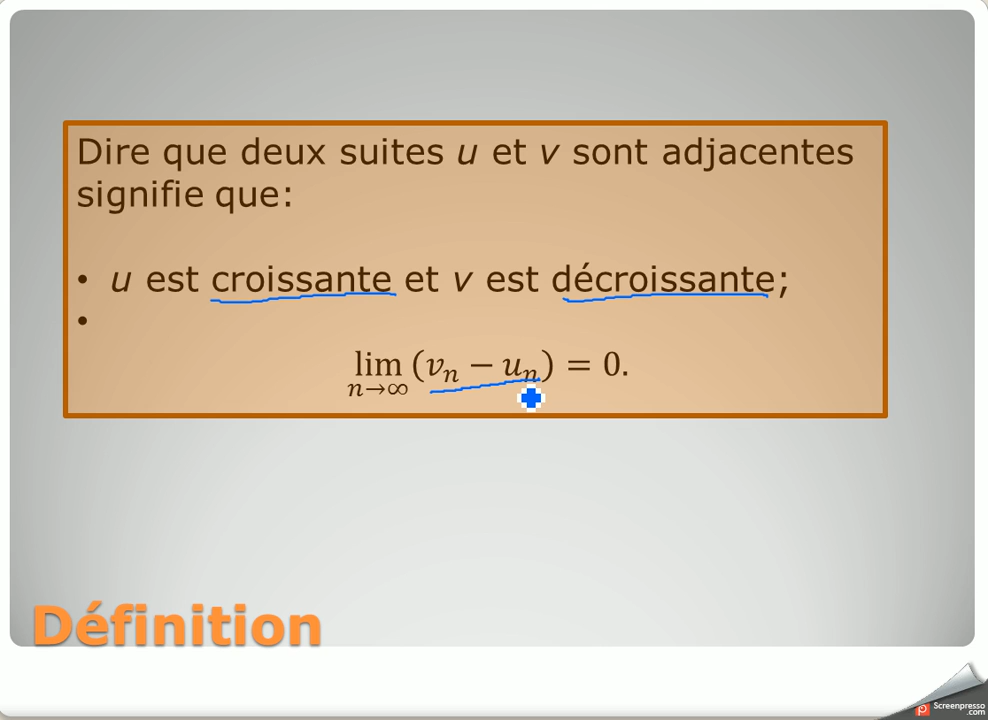 Dire que deux suites u et v sont adjacentes
signifie que:
• u est croissante et v est décroissante;
•
lim (vₙ − uₙ) = 0.
n→∞
Définition
Screenpresso
.com